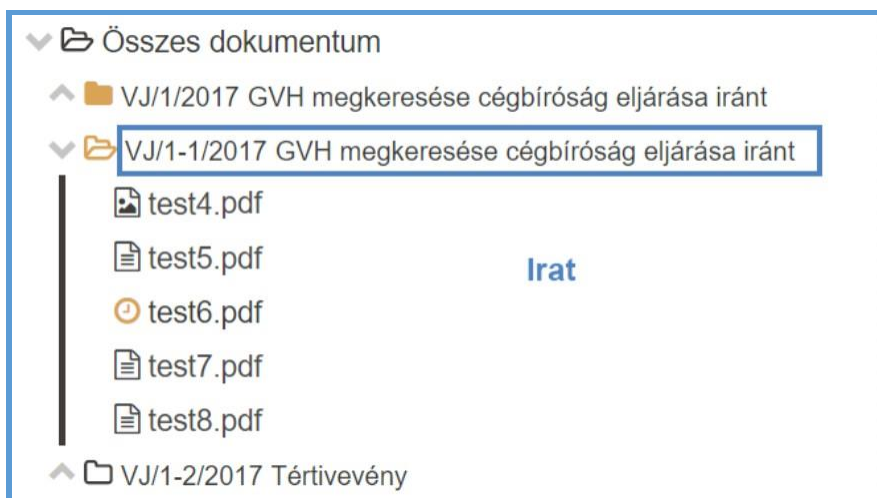 Összes dokumentum
VJ/1/2017 GVH megkeresése cégbíróság eljárása iránt
VJ/1-1/2017 GVH megkeresése cégbíróság eljárása iránt
test4.pdf
test5.pdf
Irat
test6.pdf
test7.pdf
test8.pdf
VJ/1-2/2017 Tértivevény